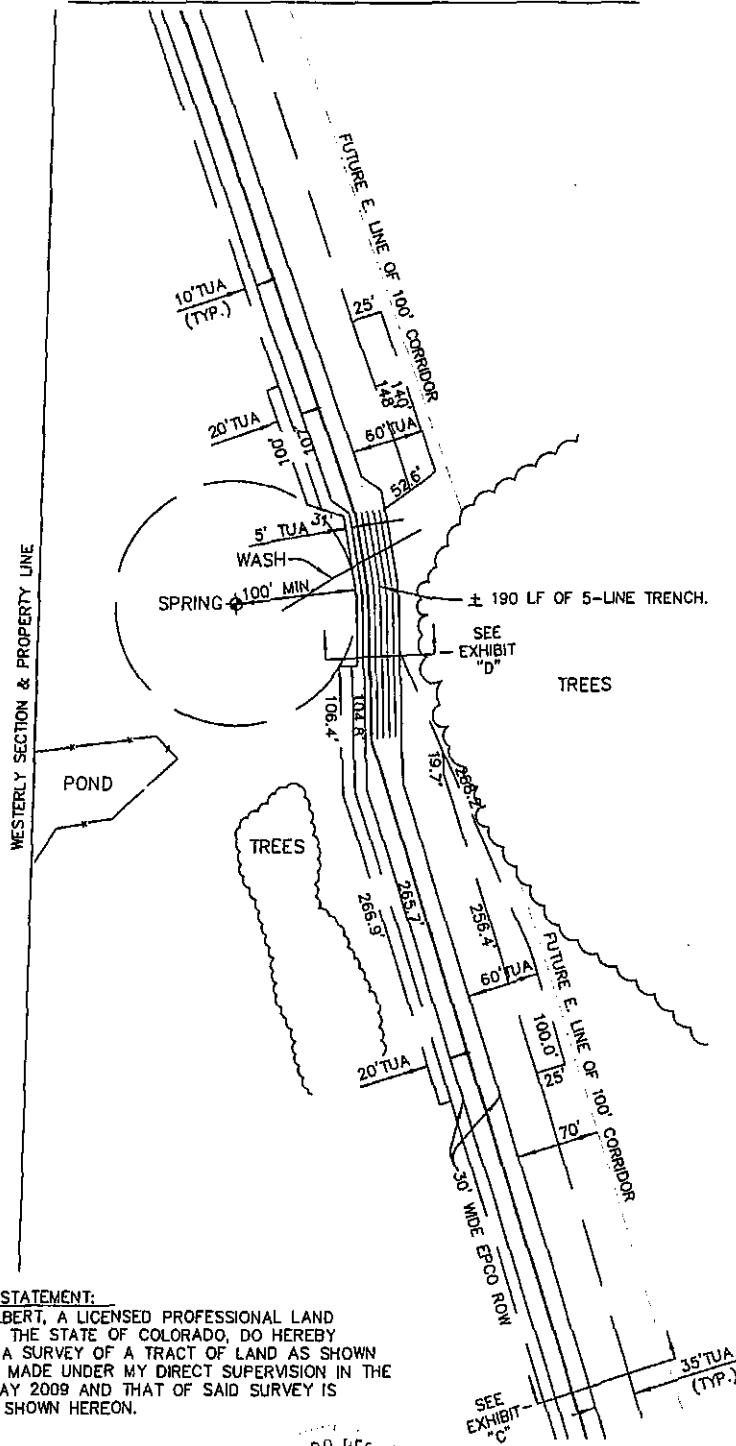 FUTURE E. LINE OF 100' CORRIDOR
10'TUA
(TYP.)
25'
148'
140'
20'TUA
107'
100'
60'TUA
52.6'
5' TUA
31'
WASH
SPRING
100' MIN
± 190 LF OF 5-LINE TRENCH.
SEE
EXHIBIT
"D"
TREES
WESTERLY SECTION & PROPERTY LINE
106.4'
104.8'
POND
19.7'
268.2'
TREES
266.9'
265.7'
256.4'
60'TUA
FUTURE E. LINE OF 100' CORRIDOR
100.0'
25'
20'TUA
70'
30' WIDE EPCO ROW
STATEMENT:
BERT, A LICENSED PROFESSIONAL LAND
THE STATE OF COLORADO, DO HEREBY
A SURVEY OF A TRACT OF LAND AS SHOWN
MADE UNDER MY DIRECT SUPERVISION IN THE
AY 2009 AND THAT OF SAID SURVEY IS
SHOWN HEREON.
SEE
EXHIBIT
"C"
35'TUA
(TYP.)